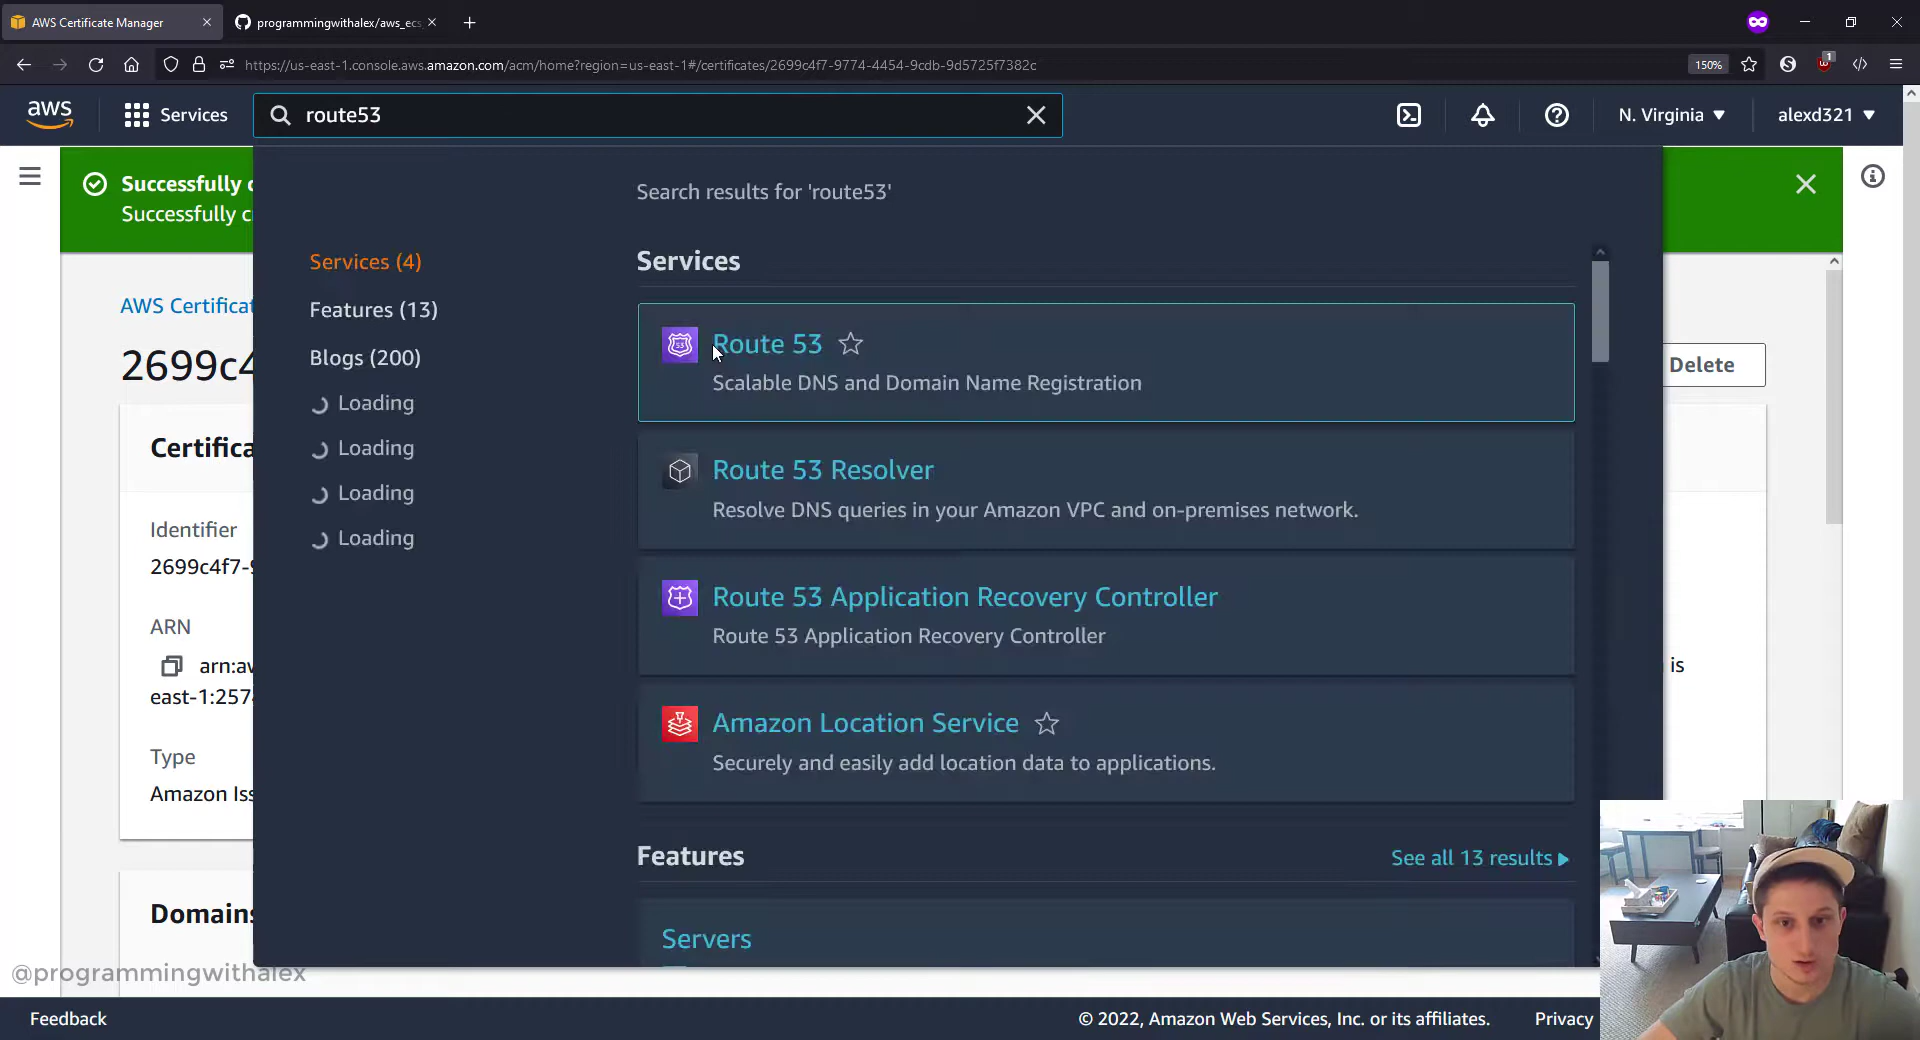 AWS Certificate Manager
programmingwithalex/aws_ecs
https://us-east-1.console.aws.amazon.com/acm/home?region=us-east-1#/certificates/2699c4f7-9774-4454-9cdb-9d5725f7382c
150%
1
aws
Services
route53
N. Virginia
alexd321
Successfully c
Successfully c
Search results for 'route53'
Services (4)
Features (13)
Blogs (200)
Loading
Loading
Loading
Loading
Services
Route 53
Scalable DNS and Domain Name Registration
Route 53 Resolver
Resolve DNS queries in your Amazon VPC and on-premises network.
Route 53 Application Recovery Controller
Route 53 Application Recovery Controller
Amazon Location Service
Securely and easily add location data to applications.
Features
See all 13 results
Servers
AWS Certificat
2699c4
Delete
Certifica
Identifier
2699c4f7-9
ARN
arn:aw
east-1:257
is
Type
Amazon Iss
Domains
@programmingwithalex
Feedback
© 2022, Amazon Web Services, Inc. or its affiliates.
Privacy